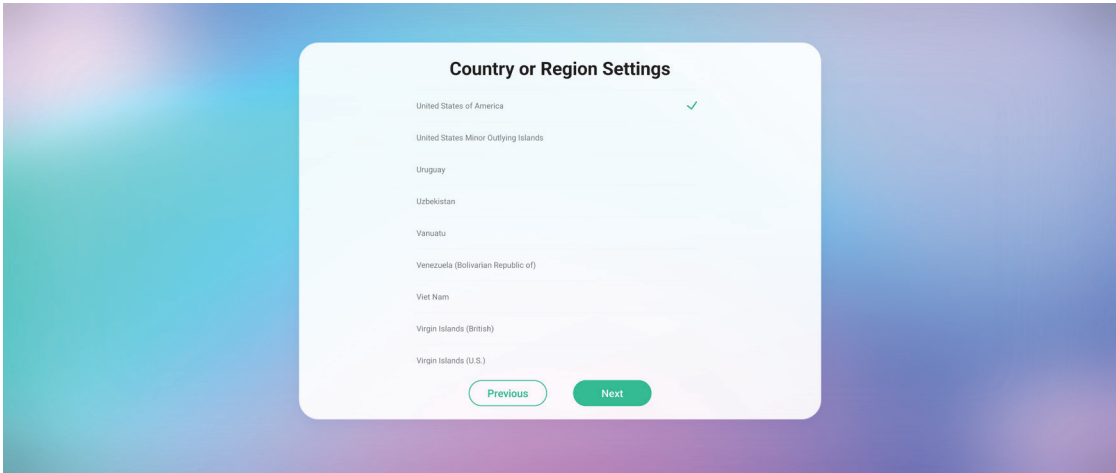 Country or Region Settings
United States of America
United States Minor Outlying Islands
Uruguay
Uzbekistan
Vanuatu
Venezuela (Bolivarian Republic of)
Viet Nam
Virgin Islands (British)
Virgin Islands (U.S.)
Previous
Next